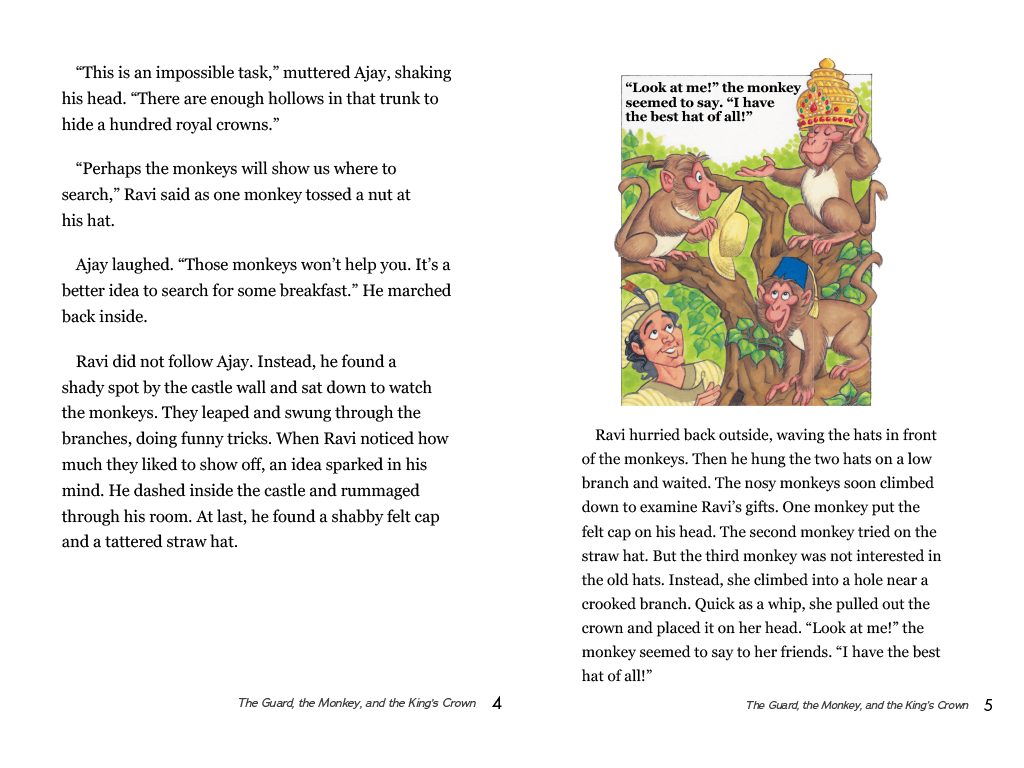 “This is an impossible task,” muttered Ajay, shaking
his head. “There are enough hollows in that trunk to
hide a hundred royal crowns.”
“Perhaps the monkeys will show us where to
search,” Ravi said as one monkey tossed a nut at
his hat.
Ajay laughed. “Those monkeys won’t help you. It’s a
better idea to search for some breakfast.” He marched
back inside.
Ravi did not follow Ajay. Instead, he found a
shady spot by the castle wall and sat down to watch
the monkeys. They leaped and swung through the
branches, doing funny tricks. When Ravi noticed how
much they liked to show off, an idea sparked in his
mind. He dashed inside the castle and rummaged
through his room. At last, he found a shabby felt cap
and a tattered straw hat.
The Guard, the Monkey, and the King’s Crown 4
“Look at me!” the monkey
seemed to say. “I have
the best hat of all!”
Ravi hurried back outside, waving the hats in front
of the monkeys. Then he hung the two hats on a low
branch and waited. The nosy monkeys soon climbed
down to examine Ravi’s gifts. One monkey put the
felt cap on his head. The second monkey tried on the
straw hat. But the third monkey was not interested in
the old hats. Instead, she climbed into a hole near a
crooked branch. Quick as a whip, she pulled out the
crown and placed it on her head. “Look at me!” the
monkey seemed to say to her friends. “I have the best
hat of all!”
The Guard, the Monkey, and the King’s Crown 5